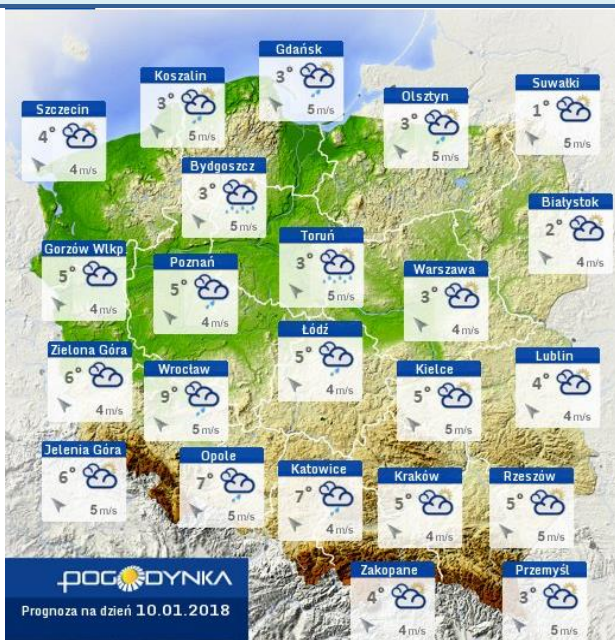 Gdańsk
3°
5 m/s
Koszalin
3°
5 m/s
Suwałki
1°
5 m/s
Olsztyn
3°
5 m/s
Szczecin
4°
4 m/s
Bydgoszcz
3°
5 m/s
Białystok
2°
4 m/s
Toruń
3°
5 m/s
Gorzów Wlkp
5°
4 m/s
Poznań
5°
4 m/s
Warszawa
3°
4 m/s
Łódź
5°
4 m/s
Zielona Góra
6°
4 m/s
Wrocław
9°
5 m/s
Kielce
5°
5 m/s
Lublin
4°
4 m/s
Jelenia Góra
6°
5 m/s
Opole
7°
5 m/s
Katowice
7°
4 m/s
Kraków
5°
4 m/s
Rzeszów
5°
5 m/s
Zakopane
4°
4 m/s
Przemyśl
3°
5 m/s
POGODYNKA
Prognoza na dzień 10.01.2018